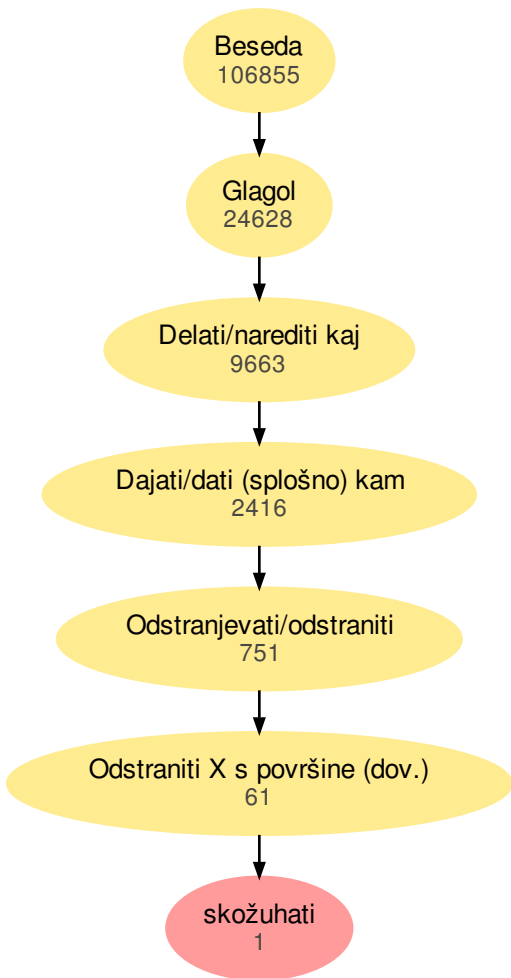 Beseda
106855
Glagol
24628
Delati/narediti kaj
9663
Dajati/dati (splošno) kam
2416
Odstranjevati/odstraniti
751
Odstraniti X s površine (dov.)
61
skožuhati
1